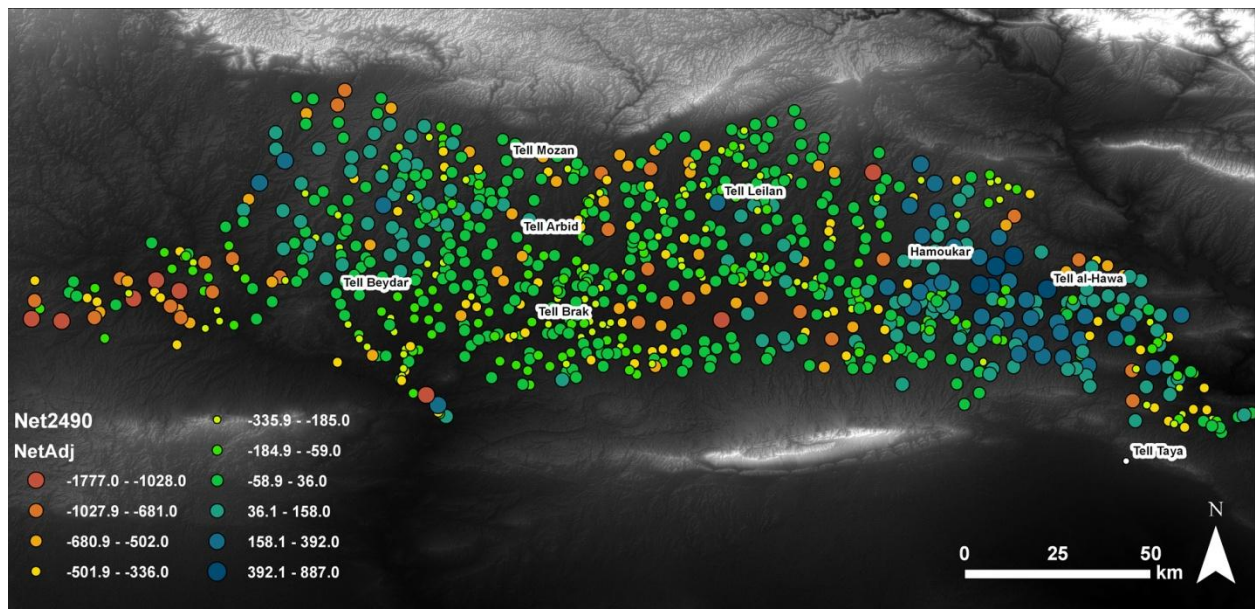 Tell Mozan
Tell Leilan
Tell Arbid
Hamoukar
Tell Beydar
Tell al-Hawa
Tell Brak
Tell Taya
Net2490
NetAdj
-1777.0 - -1028.0
-1027.9 - -681.0
-680.9 - -502.0
-501.9 - -336.0
-335.9 - -185.0
-184.9 - -59.0
-58.9 - 36.0
36.1 - 158.0
158.1 - 392.0
392.1 - 887.0
N
0 25 50
km